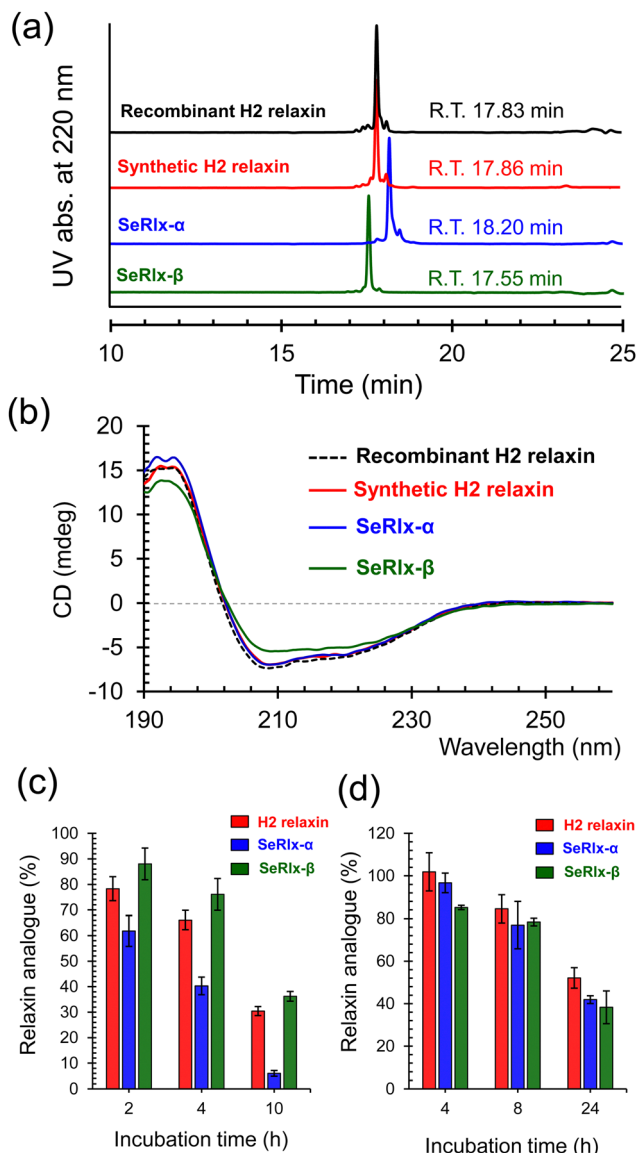 (a)
UV abs. at 220 nm
Recombinant H2 relaxin R.T. 17.83 min
Synthetic H2 relaxin R.T. 17.86 min
SeRlx-α R.T. 18.20 min
SeRlx-β R.T. 17.55 min
10 15 20 25
Time (min)
(b)
CD (mdeg)
20
15
10
5
0
-5
-10
Recombinant H2 relaxin
Synthetic H2 relaxin
SeRlx-α
SeRlx-β
190 210 230 250
Wavelength (nm)
(c)
H2 relaxin
SeRlx-α
SeRlx-β
Relaxin analogue (%)
100
90
80
70
60
50
40
30
20
10
0
2 4 10
Incubation time (h)
(d)
H2 relaxin
SeRlx-α
SeRlx-β
Relaxin analogue (%)
120
100
80
60
40
20
0
4 8 24
Incubation time (h)